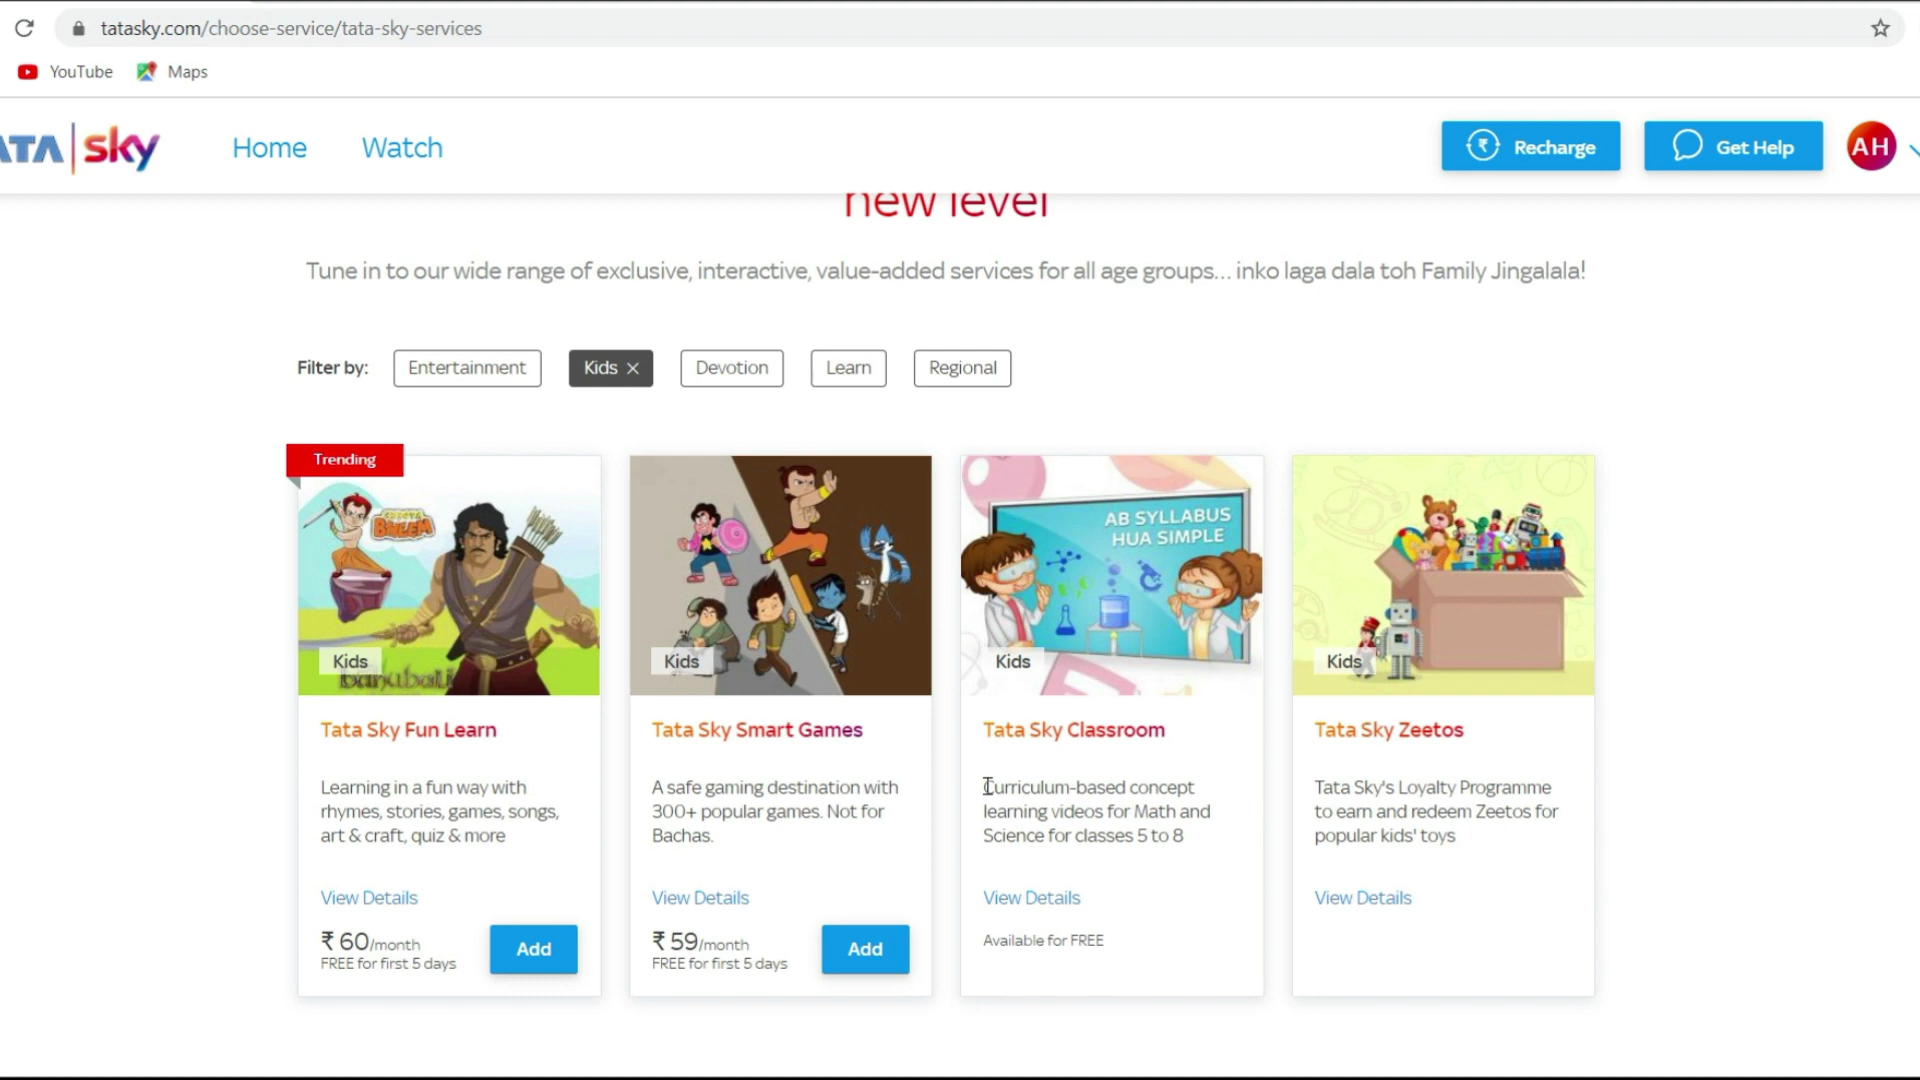 tatasky.com/choose-service/tata-sky-services
YouTube
Maps
TATA sky
Home
Watch
Recharge
Get Help
AH
new level
Tune in to our wide range of exclusive, interactive, value-added services for all age groups... inko laga dala toh Family Jingalala!
Filter by:
Entertainment
Kids
Devotion
Learn
Regional
Trending
CHHOTA
BHEEM
Kids
bahubali
Tata Sky Fun Learn
Learning in a fun way with
rhymes, stories, games, songs,
art & craft, quiz & more
View Details
₹ 60/month
FREE for first 5 days
Add
Kids
Tata Sky Smart Games
A safe gaming destination with
300+ popular games. Not for
Bachas.
View Details
₹ 59/month
FREE for first 5 days
Add
AB SYLLABUS
HUA SIMPLE
Kids
Tata Sky Classroom
Curriculum-based concept
learning videos for Math and
Science for classes 5 to 8
View Details
Available for FREE
Kids
Tata Sky Zeetos
Tata Sky's Loyalty Programme
to earn and redeem Zeetos for
popular kids' toys
View Details